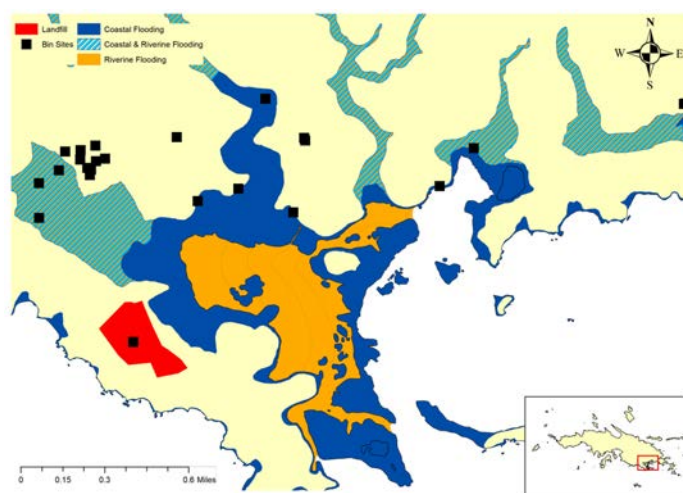 Landfill
Bin Sites
Coastal Flooding
Coastal & Riverine Flooding
Riverine Flooding
N
W
E
S
0
0.15
0.3
0.6 Miles